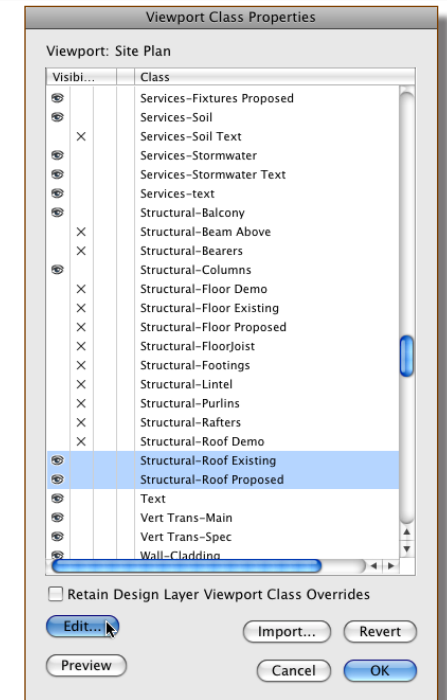 Viewport Class Properties
Viewport: Site Plan
Visibi... Class
Services-Fixtures Proposed
Services-Soil
Services-Soil Text
Services-Stormwater
Services-Stormwater Text
Services-text
Structural-Balcony
Structural-Beam Above
Structural-Bearers
Structural-Columns
Structural-Floor Demo
Structural-Floor Existing
Structural-Floor Proposed
Structural-FloorJoist
Structural-Footings
Structural-Lintel
Structural-Purlins
Structural-Rafters
Structural-Roof Demo
Structural-Roof Existing
Structural-Roof Proposed
Text
Vert Trans-Main
Vert Trans-Spec
Wall-Cladding
Retain Design Layer Viewport Class Overrides
Edit... Import... Revert
Preview Cancel OK